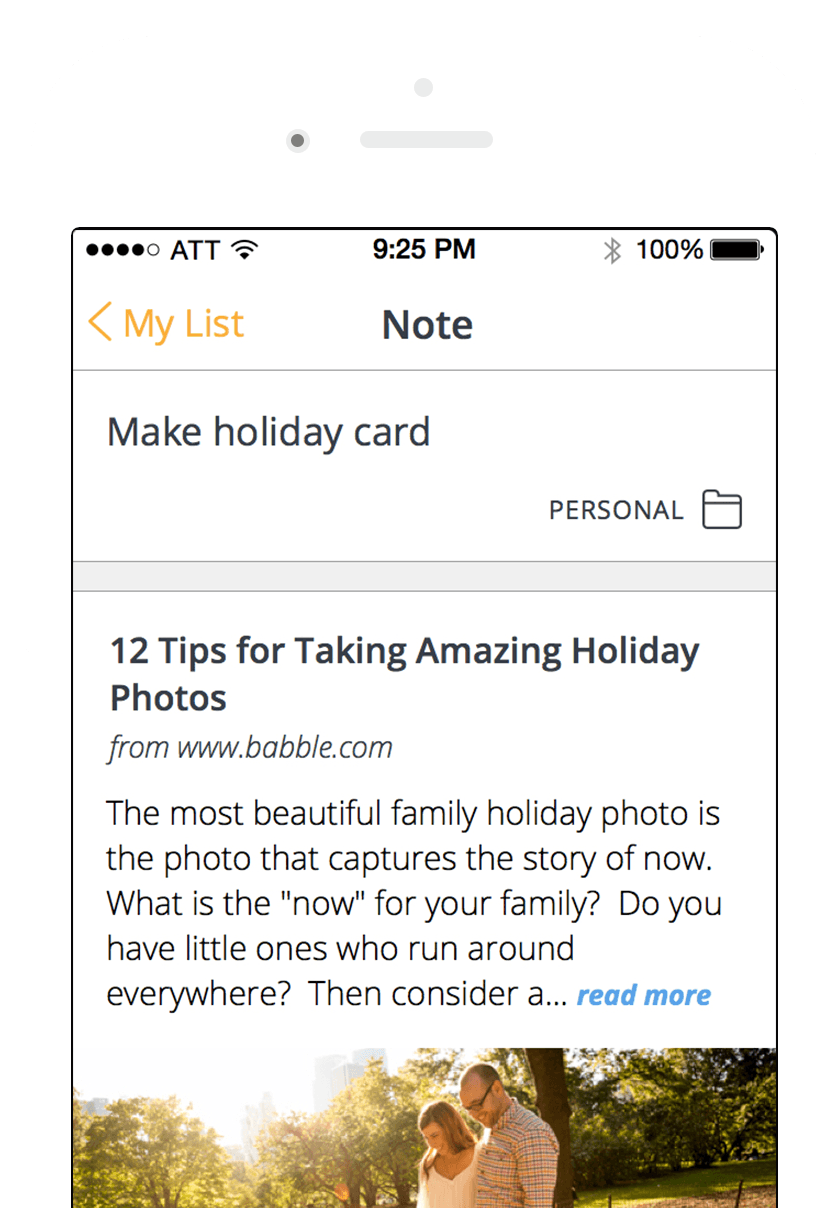 ATT 9:25 PM 100%
My List Note
Make holiday card
PERSONAL
12 Tips for Taking Amazing Holiday
Photos
from www.babble.com
The most beautiful family holiday photo is
the photo that captures the story of now.
What is the "now" for your family?  Do you
have little ones who run around
everywhere?  Then consider a... read more